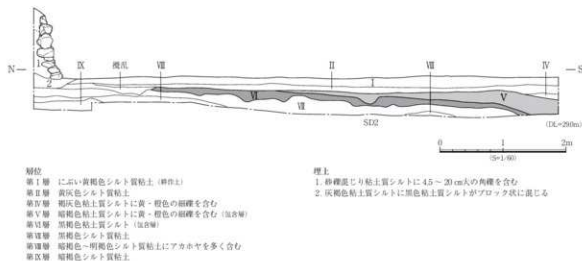 N
Ⅸ
攪乱
Ⅷ
Ⅱ
Ⅷ
Ⅳ
S
1
2
Ⅰ
Ⅵ
Ⅴ
Ⅶ
SD2
(DL=290m)
0 1 2m
(S=1/60)
層位
第Ⅰ層 にぶい黄褐色シルト質粘土(耕作土)
第Ⅱ層 黄灰色シルト質粘土
第Ⅳ層 褐灰色粘土質シルトに黄・橙色の細礫を含む
第Ⅴ層 暗褐色粘土質シルトに黄・橙色の細礫を含む(包含層)
第Ⅵ層 黒褐色シルト質粘土(包含層)
第Ⅶ層 黒褐色シルト質粘土
第Ⅷ層 暗褐色~明褐色シルト質粘土にアカホヤを多く含む
第Ⅸ層 暗褐色シルト質粘土
埋土
1. 砂礫混じり粘土質シルトに4.5~20㎝大の角礫を含む
2. 灰褐色粘土質シルトに黒色粘土質シルトがブロック状に混じる